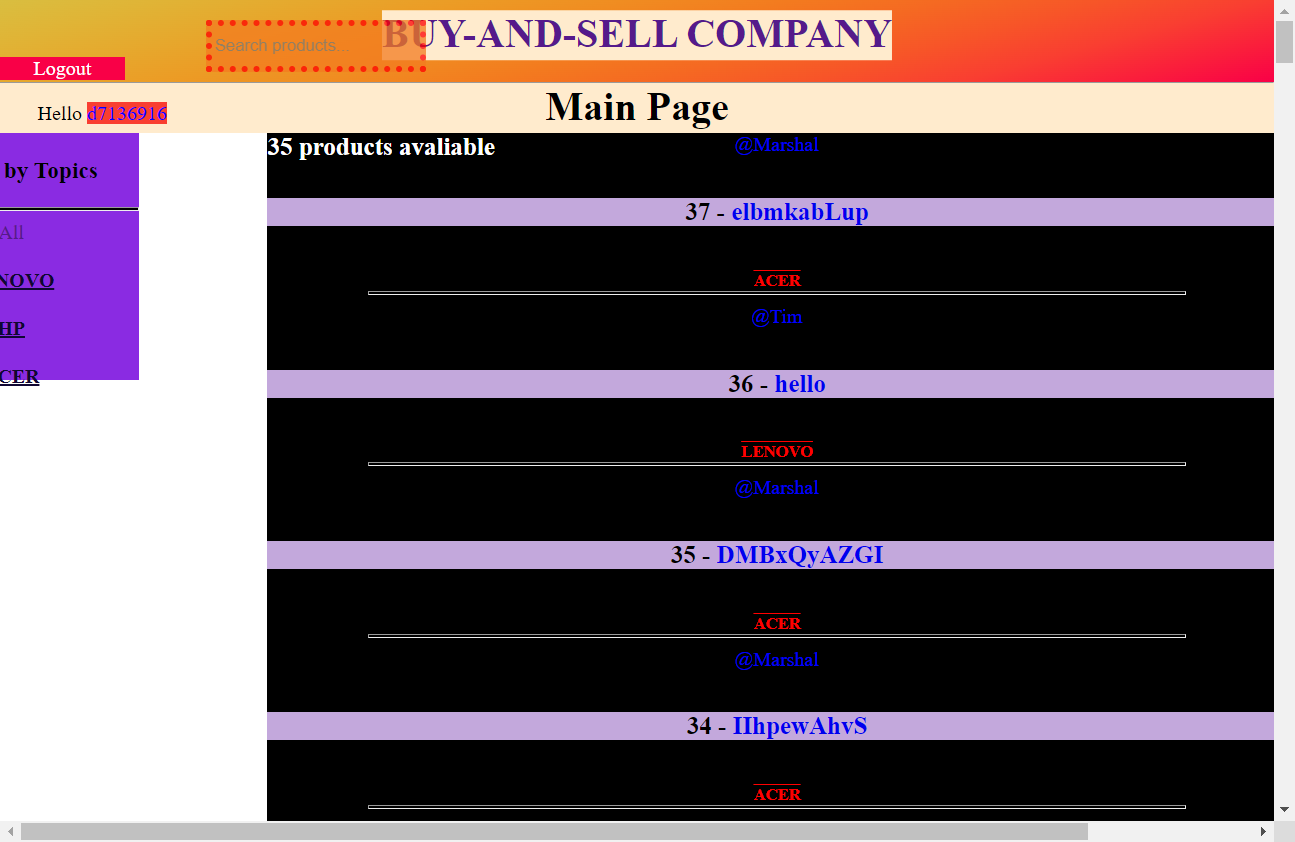 BUY-AND-SELL COMPANY
Search products...
Logout
Main Page
Hello d7136916
35 products avaliable
@Marshal
by Topics
All
NOVO
HP
CER
37 - elbmkabLup
ACER
@Tim
36 - hello
LENOVO
@Marshal
35 - DMBxQyAZGI
ACER
@Marshal
34 - IIhpewAhvS
ACER